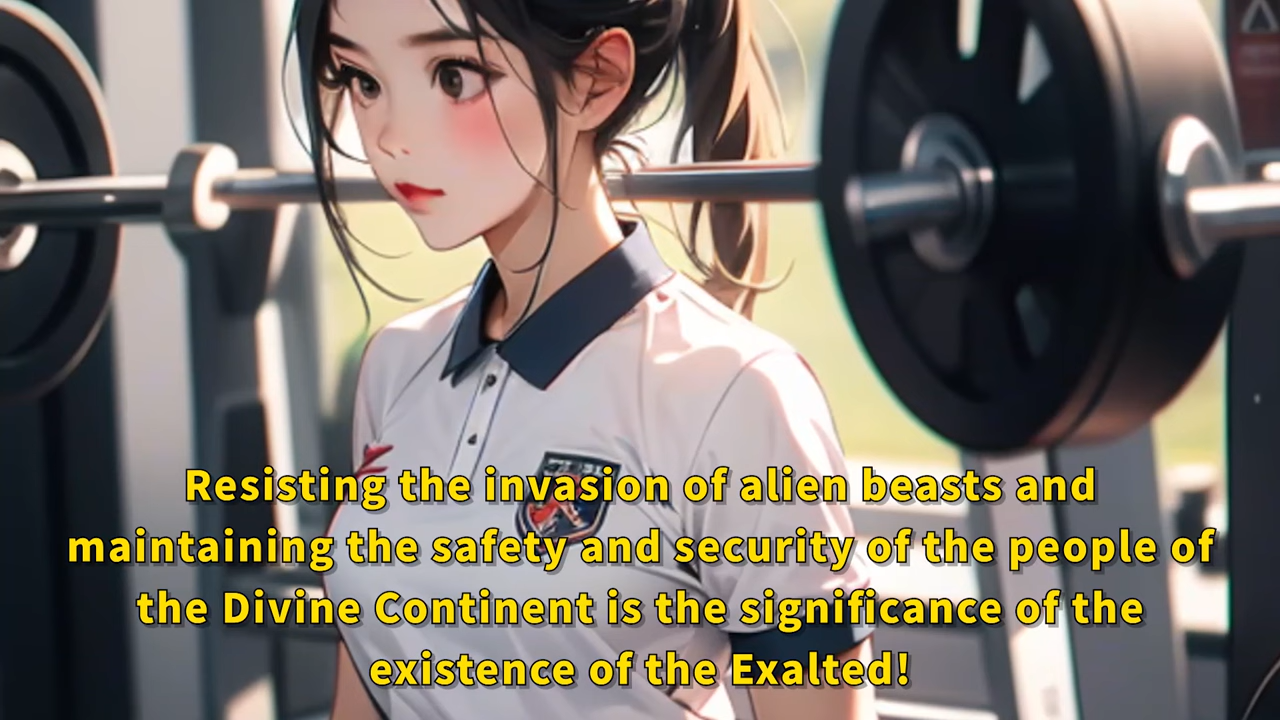 Resisting the invasion of alien beasts and
maintaining the safety and security of the people of
the Divine Continent is the significance of the
existence of the Exalted!